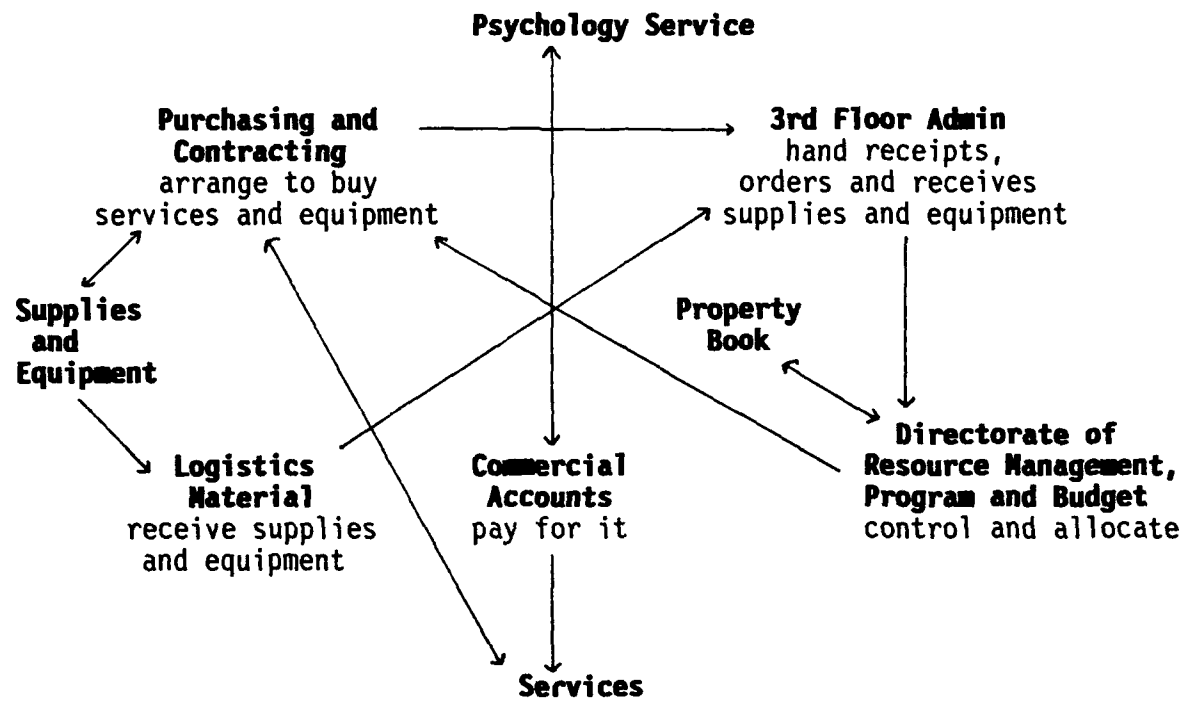 Psychology Service
Purchasing and
Contracting
arrange to buy
services and equipment
3rd Floor Admin
hand receipts,
orders and receives
supplies and equipment
Supplies
and
Equipment
Property
Book
Logistics
Material
receive supplies
and equipment
Commercial
Accounts
pay for it
Directorate of
Resource Management,
Program and Budget
control and allocate
Services